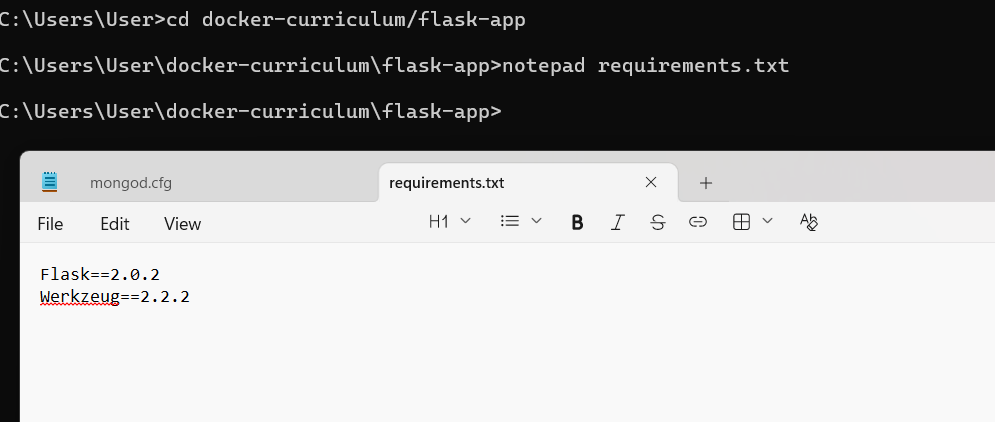 C:\Users\User>cd docker-curriculum/flask-app
C:\Users\User\docker-curriculum\flask-app>notepad requirements.txt
C:\Users\User\docker-curriculum\flask-app>
mongod.cfg
requirements.txt
File Edit View H1 B I S A
Flask==2.0.2
Werkzeug==2.2.2